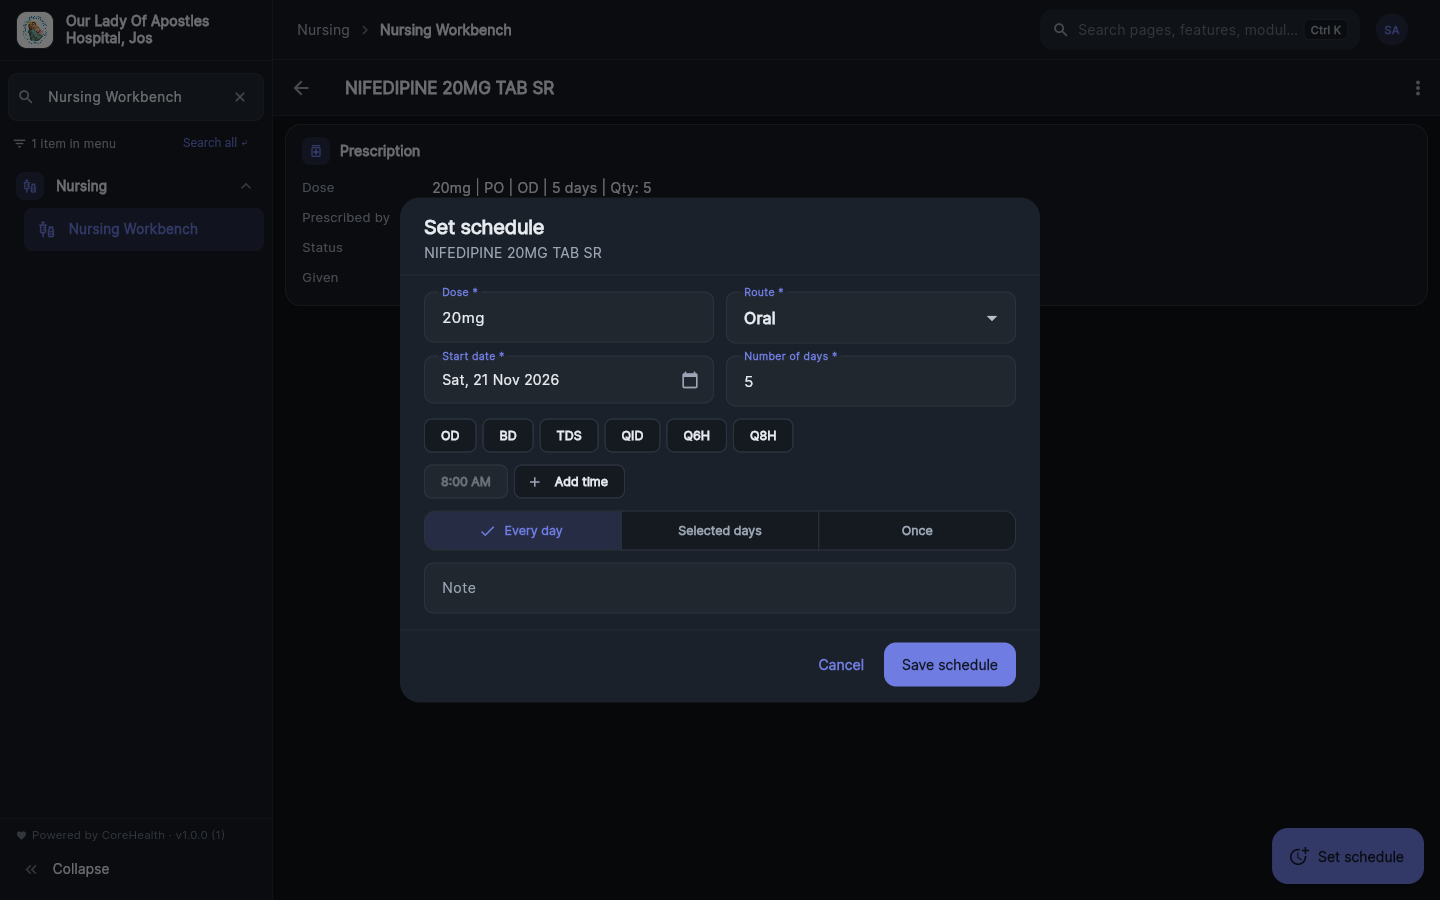 Our Lady Of Apostles
Hospital, Jos
Nursing Workbench
1 item in menu
Search all
Nursing
Nursing Workbench
Powered by CoreHealth · v1.0.0 (1)
Collapse
Nursing > Nursing Workbench
Search pages, features, modul...
Ctrl K
SA
NIFEDIPINE 20MG TAB SR
Prescription
Dose
20mg | PO | OD | 5 days | Qty: 5
Prescribed by
Status
Given
Set schedule
NIFEDIPINE 20MG TAB SR
Dose *
20mg
Route *
Oral
Start date *
Sat, 21 Nov 2026
Number of days *
5
OD
BD
TDS
QID
Q6H
Q8H
8:00 AM
Add time
Every day
Selected days
Once
Note
Cancel
Save schedule
Set schedule